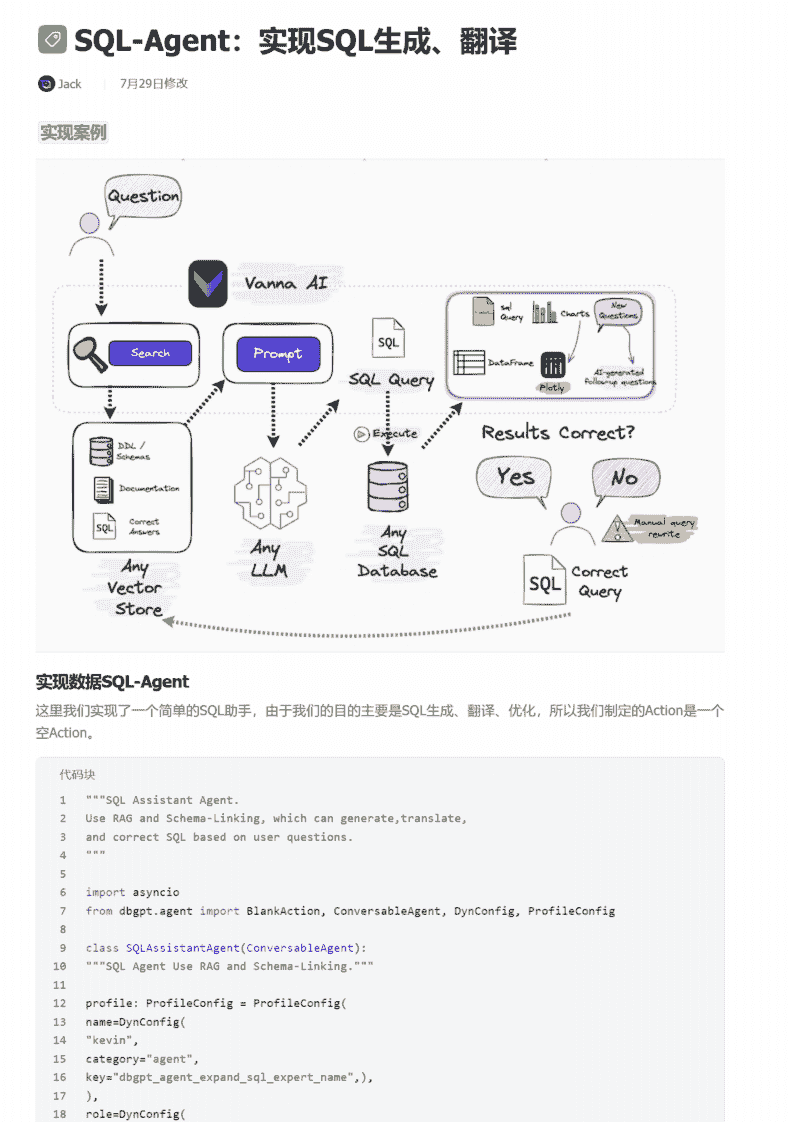 SQL-Agent：实现SQL生成、翻译
Jack
7月29日修改
实现案例
Question
Vanna AI
Search
Prompt
SQL
SQL Query
sql
Query
Charts
New
Questions
DataFrame
Plotly
AI-generated
follow-up questions
Execute
Results Correct?
DDL /
Schemas
Documentation
SQL
Correct
Answers
Yes
No
Manual query
rewrite
Any
Vector
Store
Any
LLM
Any
SQL
Database
SQL
Correct
Query
实现数据SQL-Agent
这里我们实现了一个简单的SQL助手，由于我们的目的主要是SQL生成、翻译、优化，所以我们制定的Action是一个
空Action。
代码块
1 """SQL Assistant Agent.
2 Use RAG and Schema-Linking, which can generate,translate,
3 and correct SQL based on user questions.
4 """
5
6 import asyncio
7 from dbgpt.agent import BlankAction, ConversableAgent, DynConfig, ProfileConfig
8
9 class SQLAssistantAgent(ConversableAgent):
10 """SQL Agent Use RAG and Schema-Linking."""
11
12 profile: ProfileConfig = ProfileConfig(
13 name=DynConfig(
14 "kevin",
15 category="agent",
16 key="dbgpt_agent_expand_sql_expert_name",),
17 ),
18 role=DynConfig(